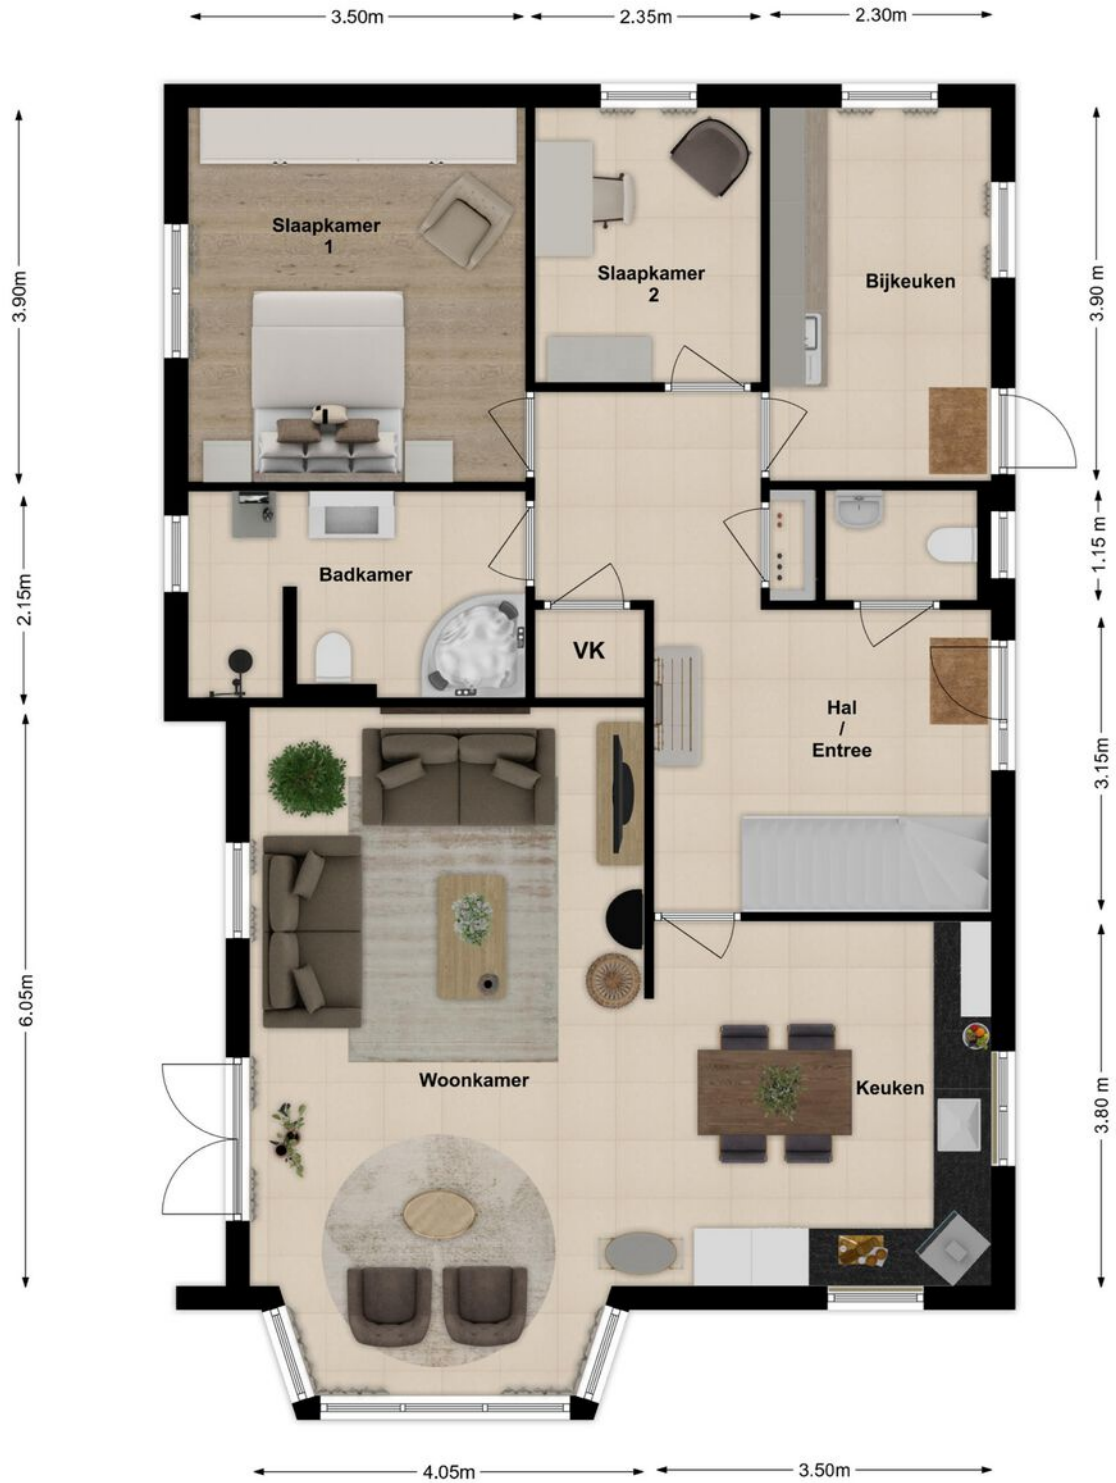 3.50m
2.35m
2.30m
3.90m
3.90 m
Slaapkamer
1
Slaapkamer
2
Bijkeuken
2.15m
1.15 m
Badkamer
VK
Hal
/
Entree
3.15m
6.05m
Woonkamer
Keuken
3.80 m
4.05m
3.50m